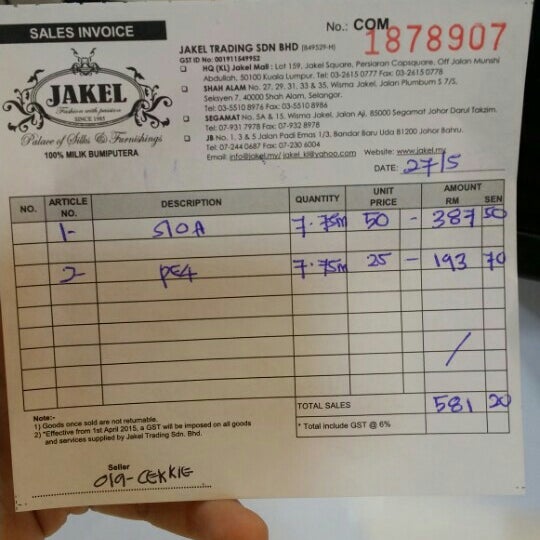 SALES INVOICE
No.: COM 1878907
JAKEL
Fashion with passion
SINCE 1983
Palace of Silks & Furnishings
100% MILIK BUMIPUTERA
JAKEL TRADING SDN BHD (849529-H)
GST ID No: 001911549952
HQ (KL) Jakel Mall : Lot 159, Jakel Square, Persiaran Capsquare, Off Jalan Munshi
Abdullah, 50100 Kuala Lumpur. Tel: 03-2615 0777 Fax: 03-2615 0778
SHAH ALAM No. 27, 29, 31, 33 & 35, Wisma Jakel, Jalan Plumbum S 7/S,
Seksyen 7, 40000 Shah Alam, Selangor.
Tel: 03-5510 8976 Fax: 03-5510 8986
SEGAMAT No. 5A & 15, Wisma Jakel, Jalan Aji, 85000 Segamat Johor Darul Takzim.
Tel: 07-931 7978 Fax: 07-932 8978
JB No. 1, 3 & 5 Jalan Padi Emas 1/3, Bandar Baru Uda 81200 Johor Bahru.
Tel: 07-244 0687 Fax: 07-230 6004
Email: info@jakel.my/ jakel_kl@yahoo.com Website: www.jakel.my
DATE: 27/5
NO. ARTICLE NO. DESCRIPTION QUANTITY UNIT PRICE AMOUNT RM SEN
1- S10A 7.75m 50 - 387 50
2- PE4 7.75m 25 - 193 70
TOTAL SALES 581 20
* Total include GST @ 6%
Note:-
1) Goods once sold are not returnable.
2) *Effective from 1st April 2015, a GST will be imposed on all goods
and services supplied by Jakel Trading Sdn. Bhd.
Seller
019-CEKKIE